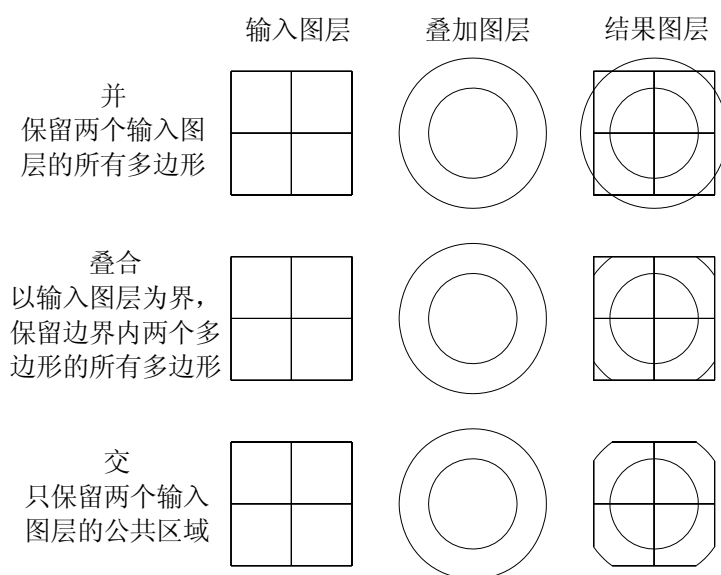 输入图层 叠加图层 结果图层
并
保留两个输入图
层的所有多边形
叠合
以输入图层为界，
保留边界内两个多
边形的所有多边形
交
只保留两个输入
图层的公共区域